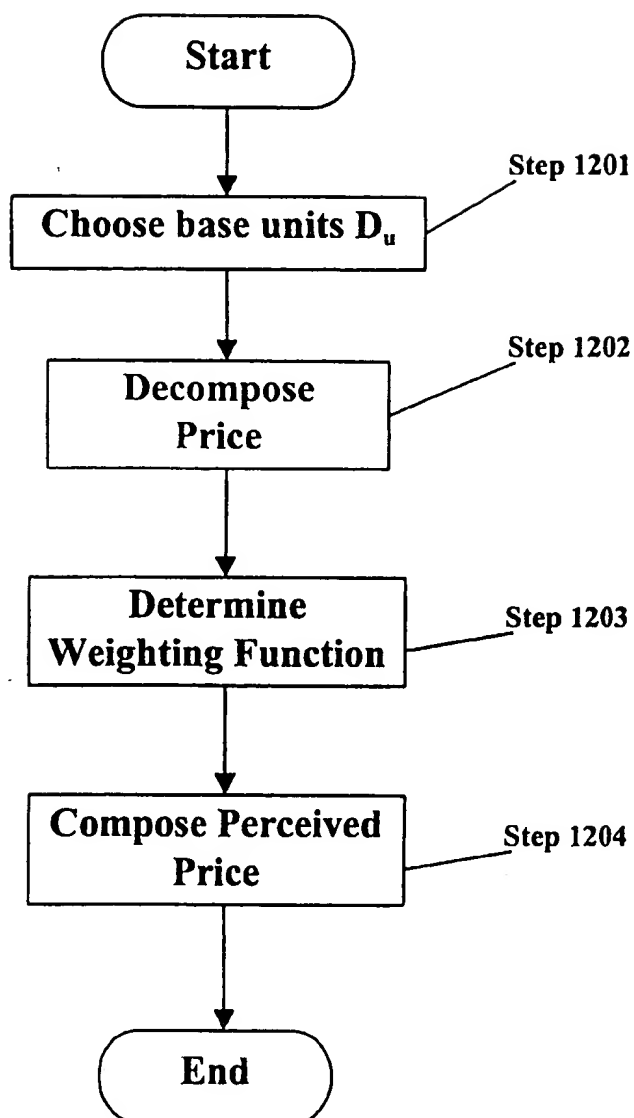 Start
Step 1201
Choose base units Du
Step 1202
Decompose
Price
Determine
Weighting Function
Step 1203
Compose Perceived
Price
Step 1204
End